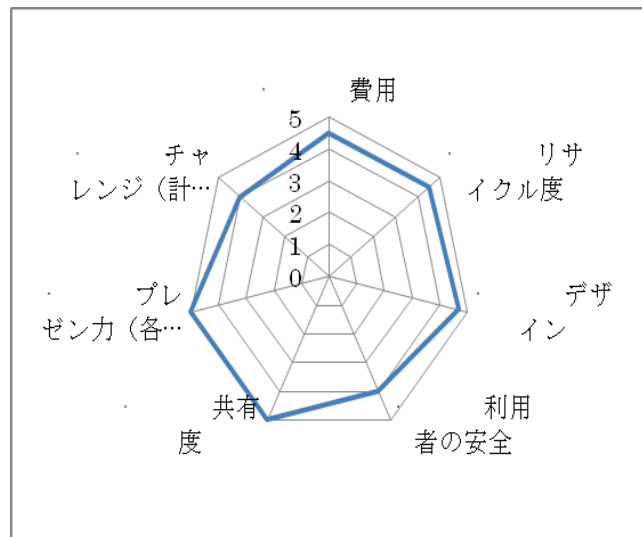 費用
5
4
3
2
1
0
リサ
イクル度
デザ
イン
利用
者の安全
共有
度
プレ
ゼン力（各…
チャ
レンジ（計…